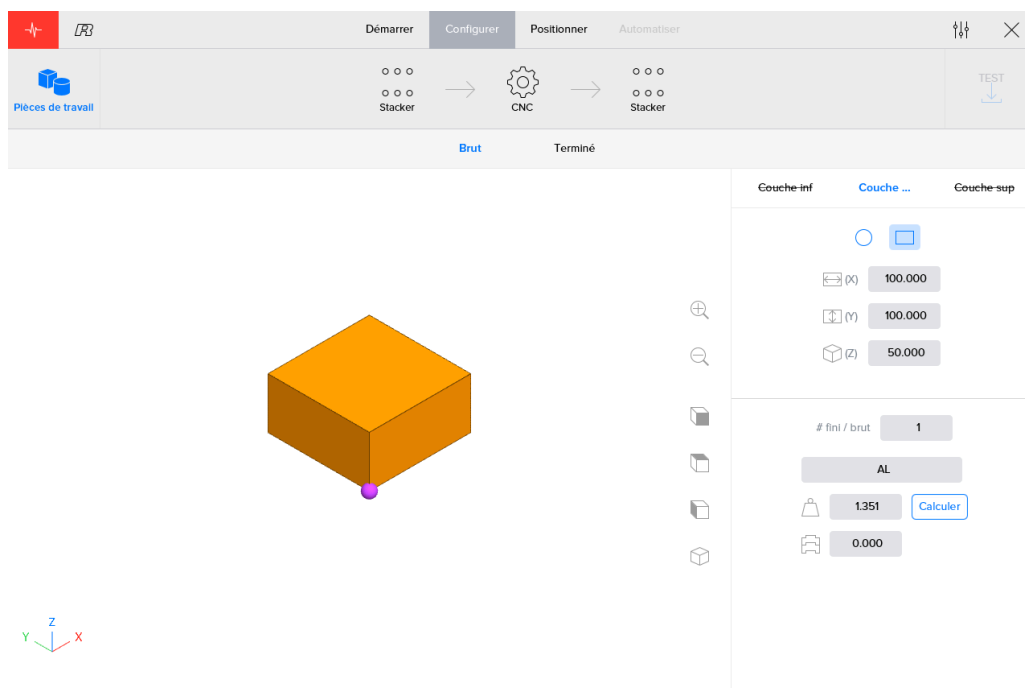 Démarrer Configurer Positionner Automatiser
Pièces de travail
Stacker CNC Stacker
TEST
Brut Terminé
Couche inf Couche ... Couche sup
(X) 100.000
(Y) 100.000
(Z) 50.000
# fini / brut 1
AL
1.351 Calculer
0.000
Z
Y X